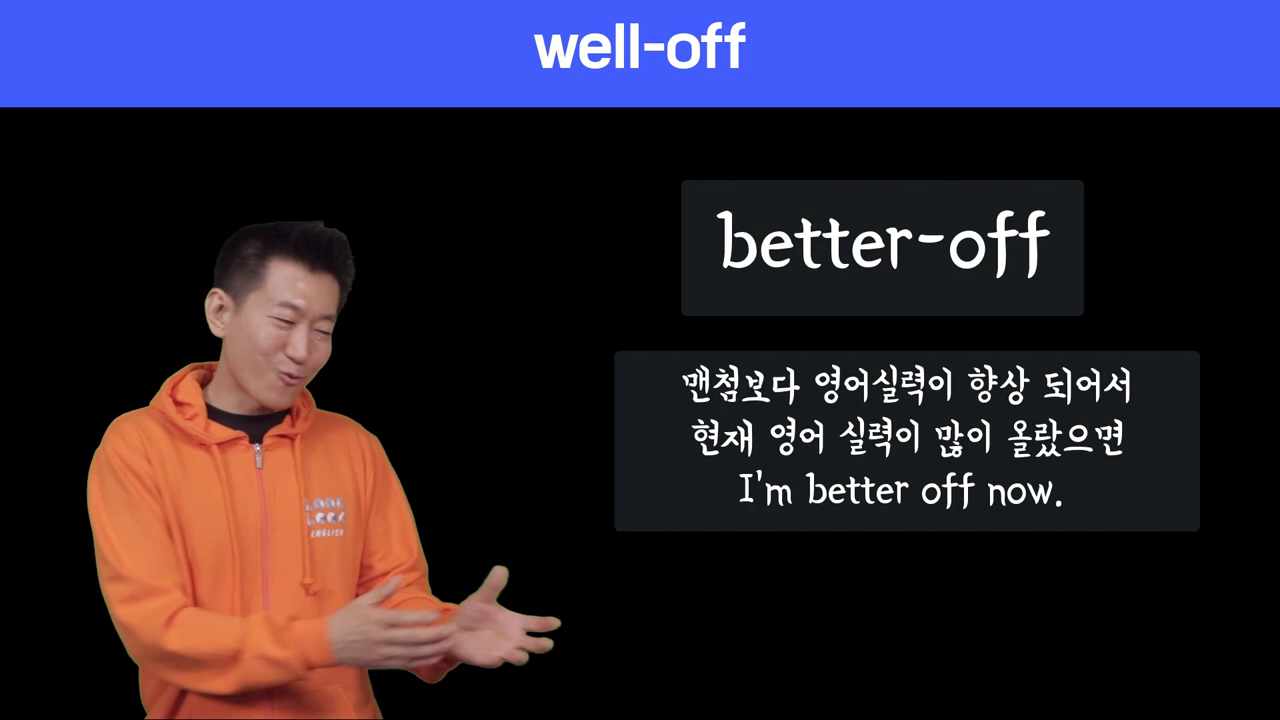 well-off
better-off
맨첨보다 영어실력이 향상 되어서
현재 영어 실력이 많이 올랐으면
I'm better off now.
ENGLISH